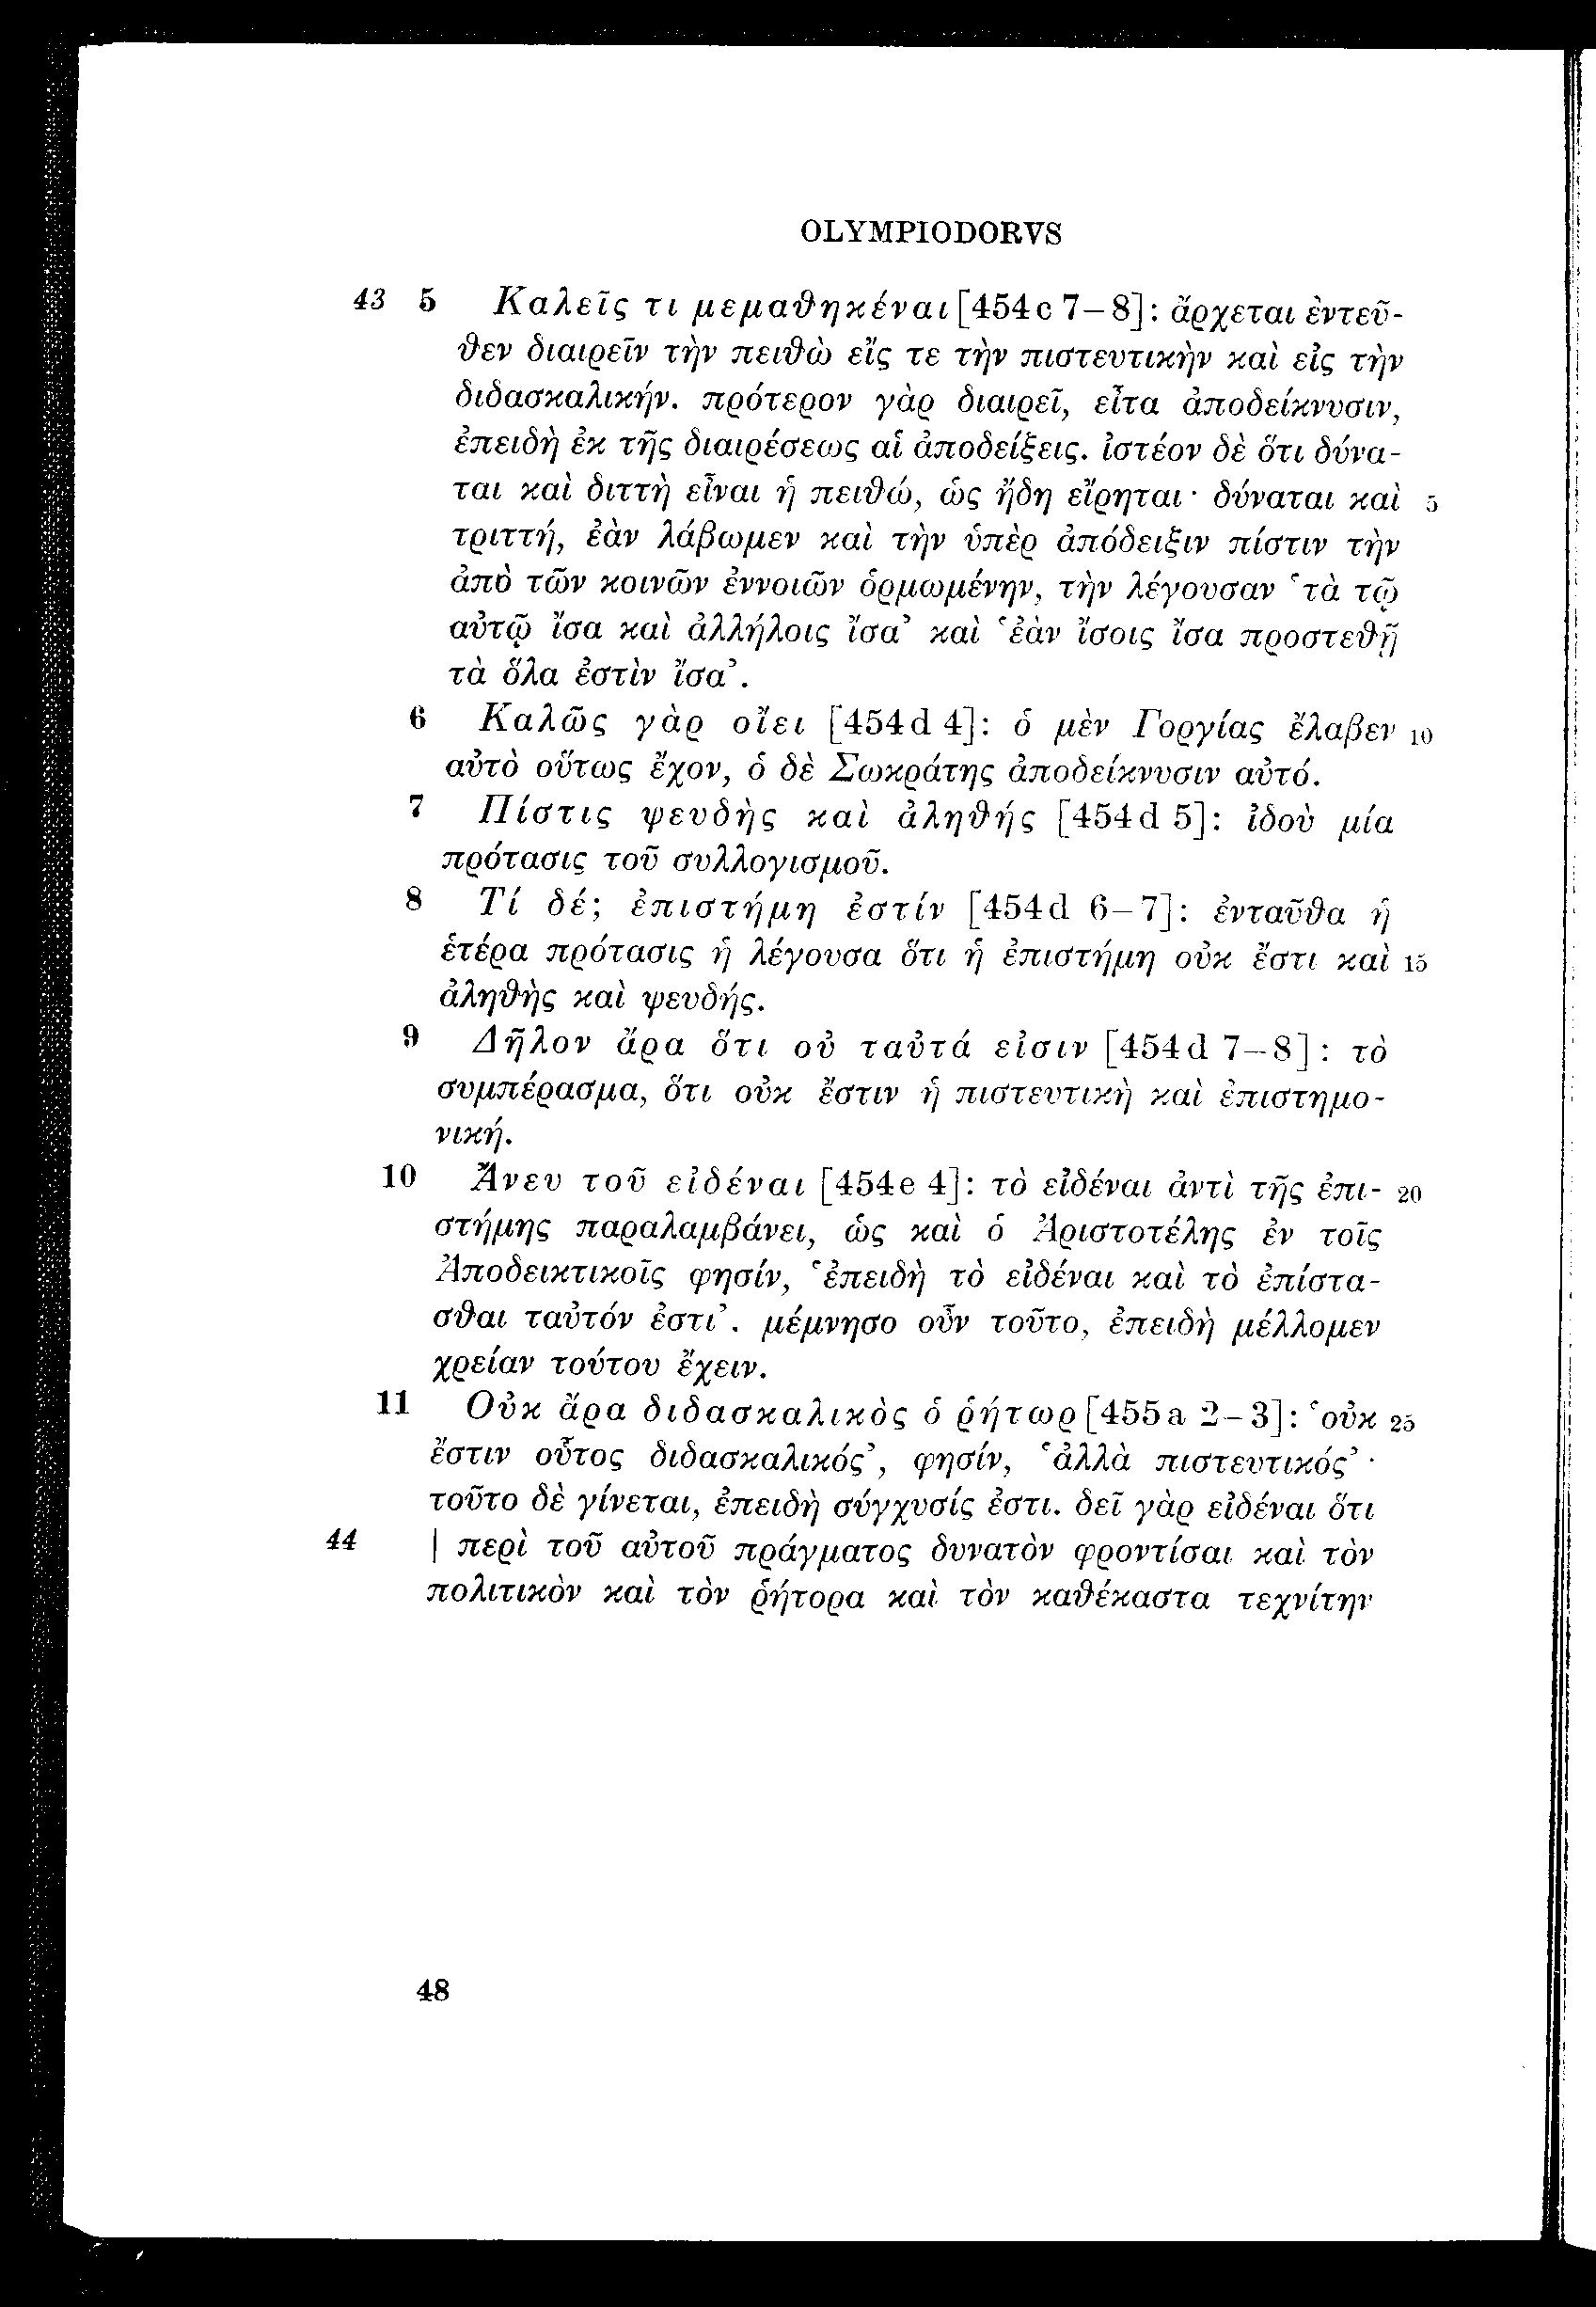 OLYMPIODORVS
43 5 Καλεῖς τι μεμαθηκέναι [454c 7–8]: ἄρχεται ἐντεῦ-
θεν διαιρεῖν τὴν πειθὼ εἴς τε τὴν πιστευτικὴν καὶ εἰς τὴν
διδασκαλικήν. πρότερον γὰρ διαιρεῖ, εἶτα ἀποδείκνυσιν,
ἐπειδὴ ἐκ τῆς διαιρέσεως αἱ ἀποδείξεις. ἰστέον δὲ ὅτι δύνα-
ται καὶ διττὴ εἶναι ἡ πειθώ, ὡς ἤδη εἴρηται· δύναται καὶ 5
τριττή, ἐὰν λάβωμεν καὶ τὴν ὑπὲρ ἀπόδειξιν πίστιν τὴν
ἀπὸ τῶν κοινῶν ἐννοιῶν ὁρμωμένην, τὴν λέγουσαν ‘τὰ τῷ
αὐτῷ ἴσα καὶ ἀλλήλοις ἴσα’ καὶ ‘ἐὰν ἴσοις ἴσα προστεθῇ
τὰ ὅλα ἐστὶν ἴσα’.
6 Καλῶς γὰρ οἴει [454d 4]: ὁ μὲν Γοργίας ἔλαβεν 10
αὐτὸ οὕτως ἔχον, ὁ δὲ Σωκράτης ἀποδείκνυσιν αὐτό.
7 Πίστις ψευδὴς καὶ ἀληθής [454d 5]: ἰδοὺ μία
πρότασις τοῦ συλλογισμοῦ.
8 Τί δέ; ἐπιστήμη ἐστίν [454d 6–7]: ἐνταῦθα ἡ
ἑτέρα πρότασις ἡ λέγουσα ὅτι ἡ ἐπιστήμη οὐκ ἔστι καὶ 15
ἀληθὴς καὶ ψευδής.
9 Δῆλον ἄρα ὅτι οὐ ταὐτά εἰσιν [454d 7–8]: τὸ
συμπέρασμα, ὅτι οὐκ ἔστιν ἡ πιστευτικὴ καὶ ἐπιστημο-
νική.
10 Ἄνευ τοῦ εἰδέναι [454e 4]: τὸ εἰδέναι ἀντὶ τῆς ἐπι- 20
στήμης παραλαμβάνει, ὡς καὶ ὁ Ἀριστοτέλης ἐν τοῖς
Ἀποδεικτικοῖς φησίν, ‘ἐπειδὴ τὸ εἰδέναι καὶ τὸ ἐπίστα-
σθαι ταὐτόν ἐστι’. μέμνησο οὖν τοῦτο, ἐπειδὴ μέλλομεν
χρείαν τούτου ἔχειν.
11 Οὐκ ἄρα διδασκαλικὸς ὁ ῥήτωρ [455a 2–3]: ‘οὐκ 25
ἔστιν οὗτος διδασκαλικός’, φησίν, ‘ἀλλὰ πιστευτικός’·
τοῦτο δὲ γίνεται, ἐπειδὴ σύγχυσίς ἐστι. δεῖ γὰρ εἰδέναι ὅτι
44 | περὶ τοῦ αὐτοῦ πράγματος δυνατὸν φροντίσαι καὶ τὸν
πολιτικὸν καὶ τὸν ῥήτορα καὶ τὸν καθέκαστα τεχνίτην
48